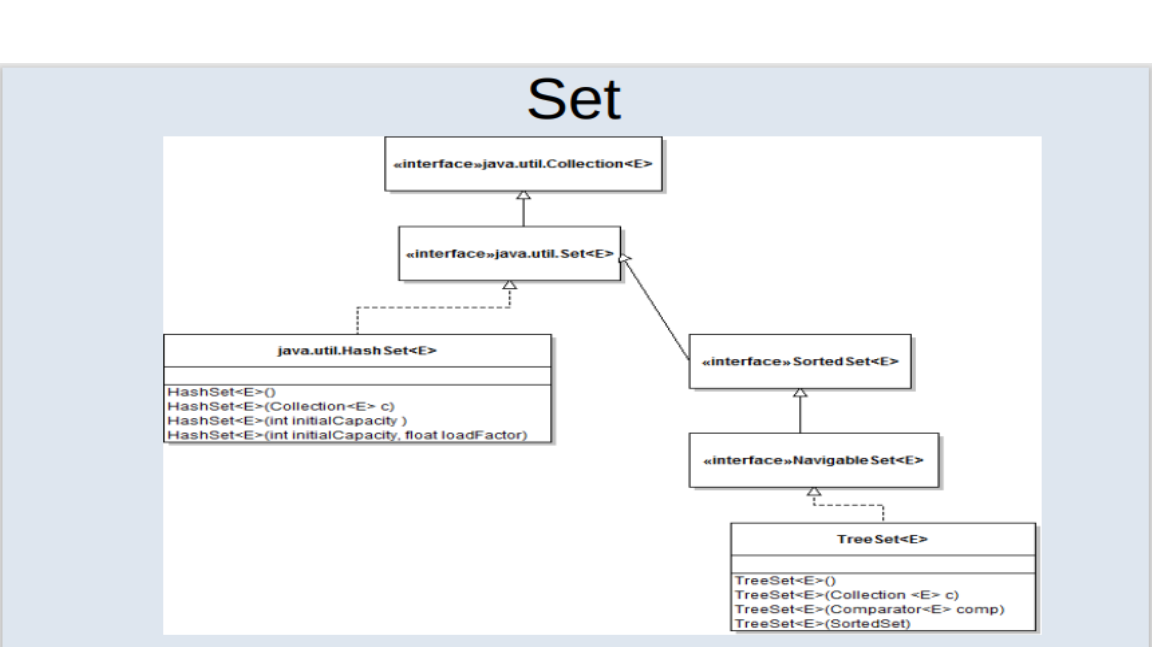 Set
«interface»java.util.Collection<E>
«interface»java.util.Set<E>
java.util.HashSet<E>
HashSet<E>()
HashSet<E>(Collection<E> c)
HashSet<E>(int initialCapacity )
HashSet<E>(int initialCapacity, float loadFactor)
«interface»SortedSet<E>
«interface»NavigableSet<E>
TreeSet<E>
TreeSet<E>()
TreeSet<E>(Collection <E> c)
TreeSet<E>(Comparator<E> comp)
TreeSet<E>(SortedSet)